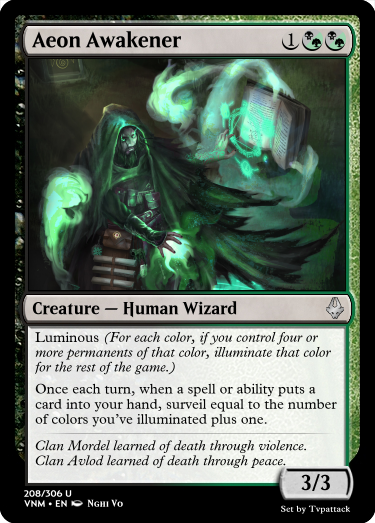 Aeon Awakener
1
Creature — Human Wizard
Luminous (For each color, if you control four or
more permanents of that color, illuminate that color
for the rest of the game.)
Once each turn, when a spell or ability puts a
card into your hand, surveil equal to the number
of colors you've illuminated plus one.
Clan Mordel learned of death through violence.
Clan Avlod learned of death through peace.
3/3
208/306 U
VNM • EN Nghi Vo
Set by Tvpattack